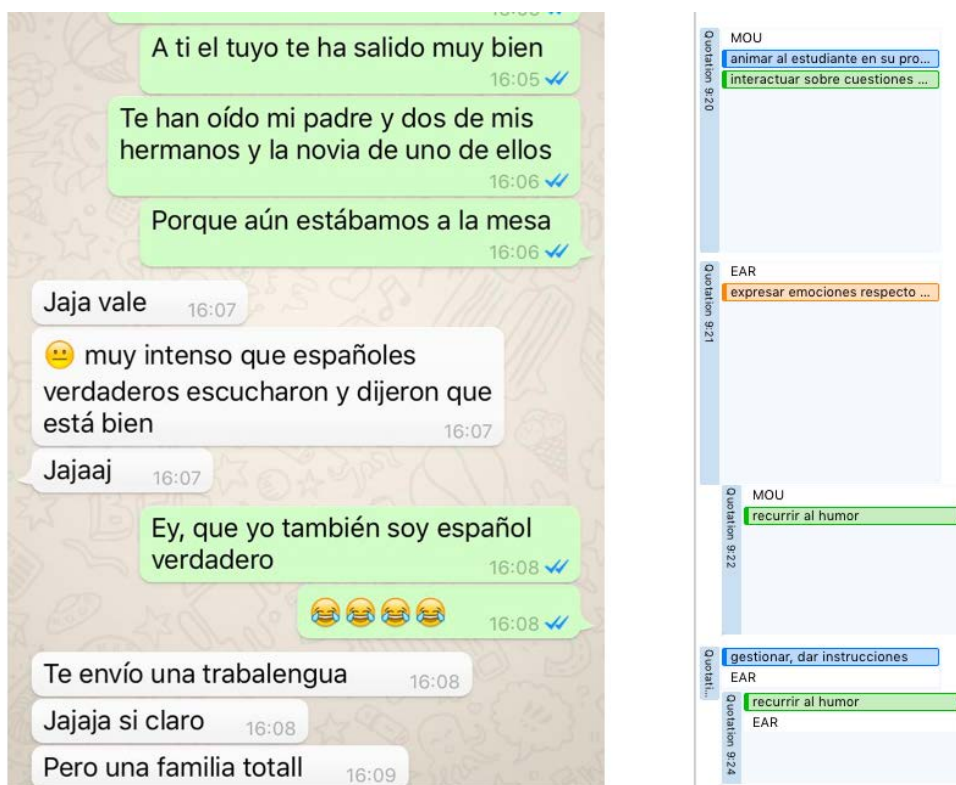 A ti el tuyo te ha salido muy bien
16:05
Te han oído mi padre y dos de mis
hermanos y la novia de uno de ellos
16:06
Porque aún estábamos a la mesa
16:06
Jaja vale 16:07
😐 muy intenso que españoles
verdaderos escucharon y dijeron que
está bien 16:07
Jajaaj 16:07
Ey, que yo también soy español
verdadero 16:08
😂😂😂😂 16:08
Te envío una trabalengua 16:08
Jajaja si claro 16:08
Pero una familia totall 16:09
Quotation 9:20
MOU
animar al estudiante en su pro...
interactuar sobre cuestiones ...
Quotation 9:21
EAR
expresar emociones respecto ...
Quotation 9:22
MOU
recurrir al humor
Quotati...
gestionar, dar instrucciones
EAR
Quotation 9:24
recurrir al humor
EAR